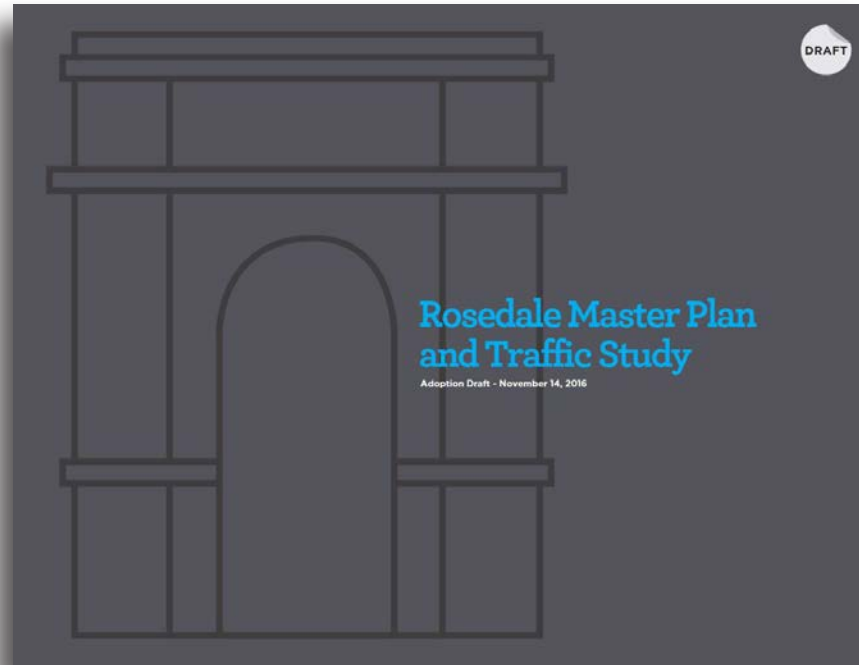 DRAFT
Rosedale Master Plan
and Traffic Study
Adoption Draft - November 14, 2016